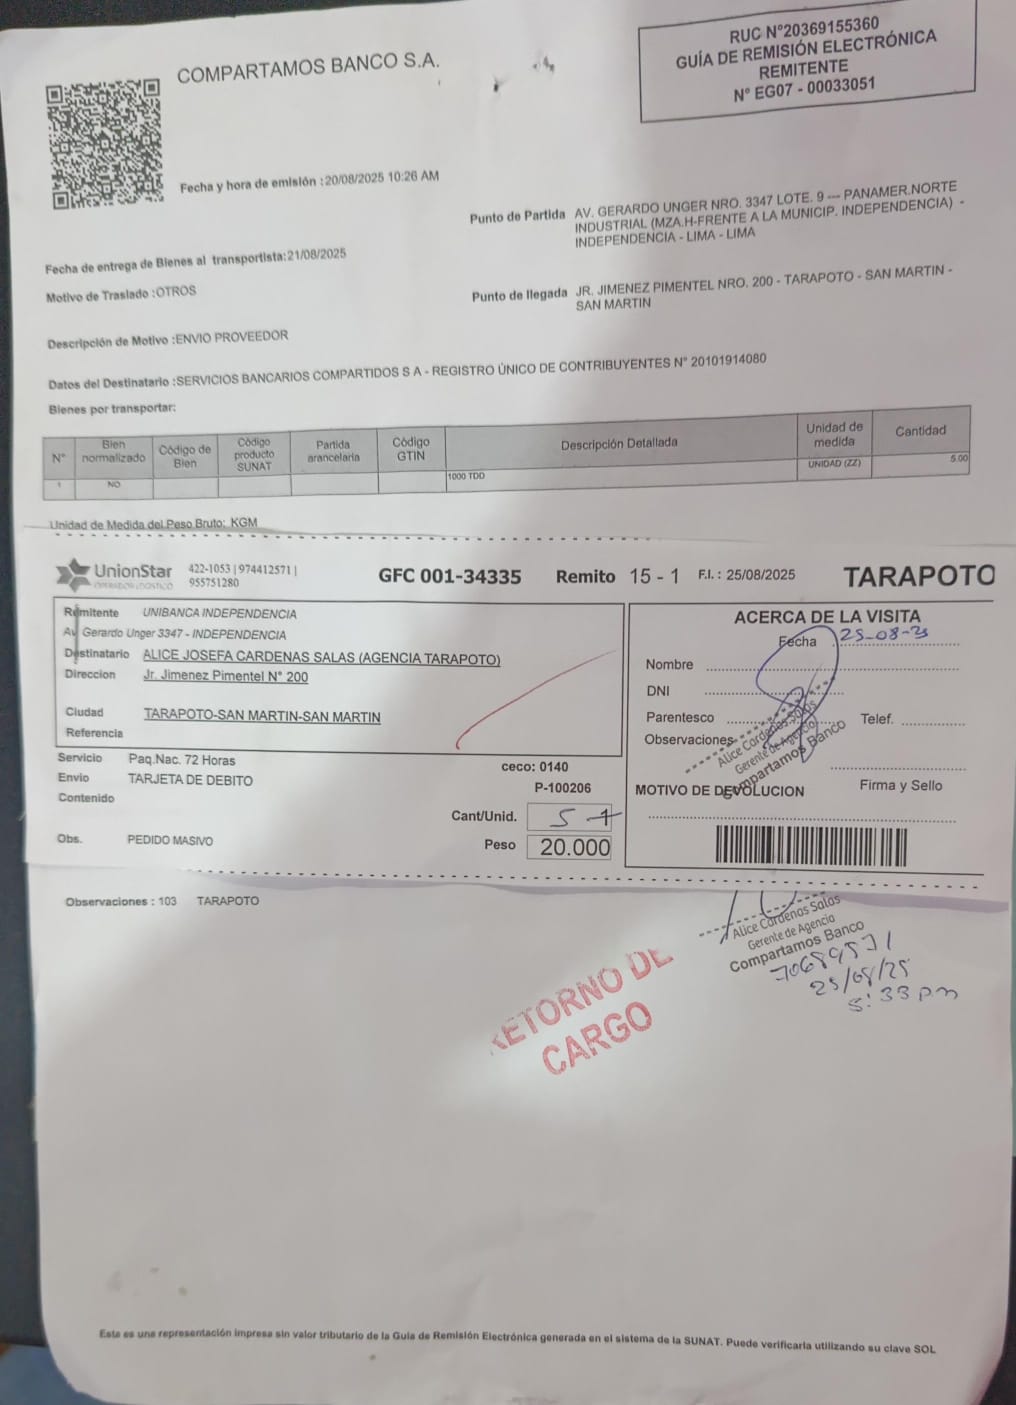 COMPARTAMOS BANCO S.A.
RUC N°20369155360
GUÍA DE REMISIÓN ELECTRÓNICA
REMITENTE
N° EG07 - 00033051
Fecha y hora de emisión :20/08/2025 10:26 AM
Punto de Partida AV. GERARDO UNGER NRO. 3347 LOTE. 9 --- PANAMER.NORTE
INDUSTRIAL (MZA.H-FRENTE A LA MUNICIP. INDEPENDENCIA) -
INDEPENDENCIA - LIMA - LIMA
Fecha de entrega de Bienes al transportista:21/08/2025
Motivo de Traslado :OTROS
Punto de llegada JR. JIMENEZ PIMENTEL NRO. 200 - TARAPOTO - SAN MARTIN -
SAN MARTIN
Descripción de Motivo :ENVIO PROVEEDOR
Datos del Destinatario :SERVICIOS BANCARIOS COMPARTIDOS S A - REGISTRO ÚNICO DE CONTRIBUYENTES N° 20101914080
Bienes por transportar:
N° Bien normalizado Código de Bien Código producto SUNAT Partida arancelaria Código GTIN Descripción Detallada Unidad de medida Cantidad
1 NO 1000 TDD UNIDAD (ZZ) 5.00
Unidad de Medida del Peso Bruto: KGM
UnionStar 422-1053 | 974412571 |
OPERADOR LOGISTICO 955751280
GFC 001-34335 Remito 15 - 1 F.I. : 25/08/2025 TARAPOTO
Remitente UNIBANCA INDEPENDENCIA
Av Gerardo Unger 3347 - INDEPENDENCIA
Destinatario ALICE JOSEFA CARDENAS SALAS (AGENCIA TARAPOTO)
Direccion Jr. Jimenez Pimentel N° 200
Ciudad TARAPOTO-SAN MARTIN-SAN MARTIN
Referencia
Servicio Paq.Nac. 72 Horas
Envio TARJETA DE DEBITO
Contenido
Obs. PEDIDO MASIVO
ceco: 0140
P-100206
Cant/Unid. 5
Peso 20.000
ACERCA DE LA VISITA
Fecha 25-08-25
Nombre
DNI
Parentesco Telef.
Observaciones
Alice Cardenas Salas
Gerente de Agencia
Compartamos Banco
MOTIVO DE DEVOLUCION Firma y Sello
Observaciones : 103 TARAPOTO
Alice Cardenas Salas
Gerente de Agencia
Compartamos Banco
70689571
25/08/25
5:33 pm
RETORNO DE
CARGO
Esta es una representación impresa sin valor tributario de la Guía de Remisión Electrónica generada en el sistema de la SUNAT. Puede verificarla utilizando su clave SOL